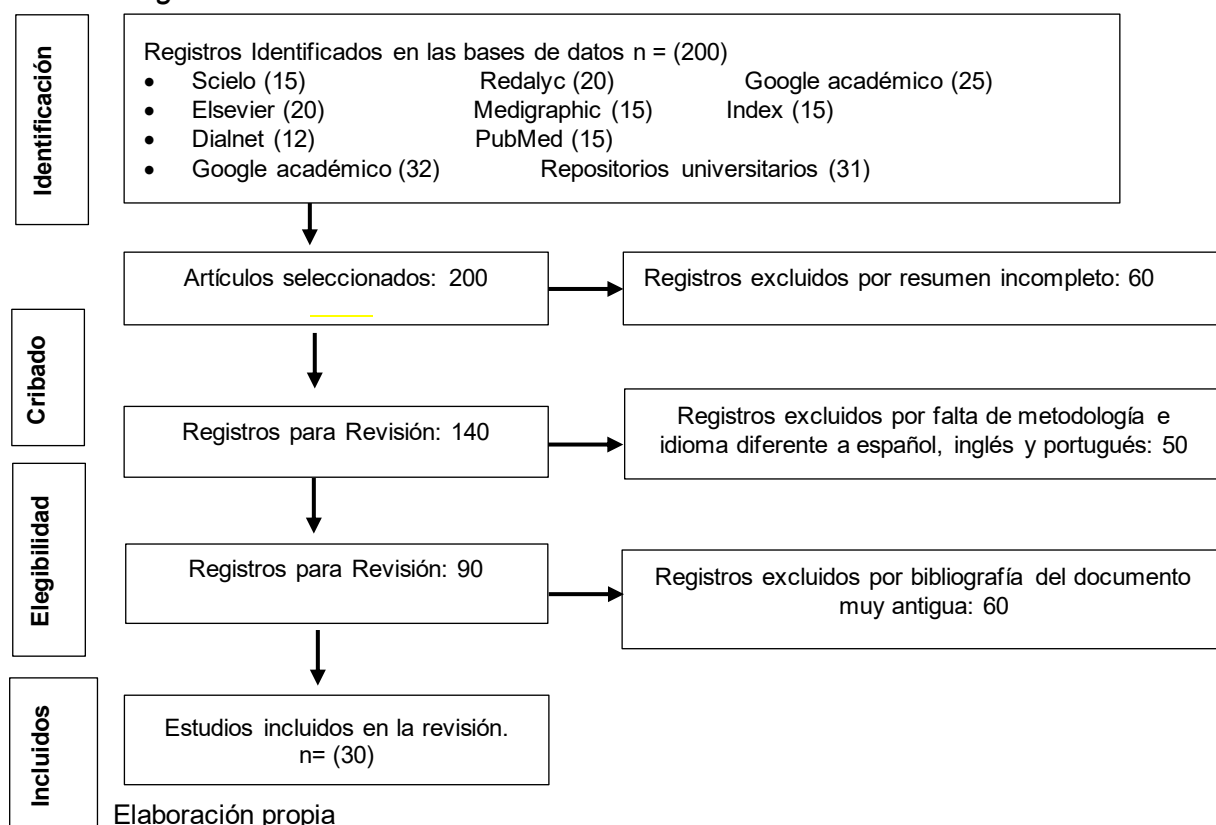 Identificación
Registros Identificados en las bases de datos n = (200)
• Scielo (15) Redalyc (20) Google académico (25)
• Elsevier (20) Medigraphic (15) Index (15)
• Dialnet (12) PubMed (15)
• Google académico (32) Repositorios universitarios (31)
Artículos seleccionados: 200
Registros excluidos por resumen incompleto: 60
Cribado
Registros para Revisión: 140
Registros excluidos por falta de metodología e
idioma diferente a español, inglés y portugués: 50
Elegibilidad
Registros para Revisión: 90
Registros excluidos por bibliografía del documento
muy antigua: 60
Incluidos
Estudios incluidos en la revisión.
n= (30)
Elaboración propia